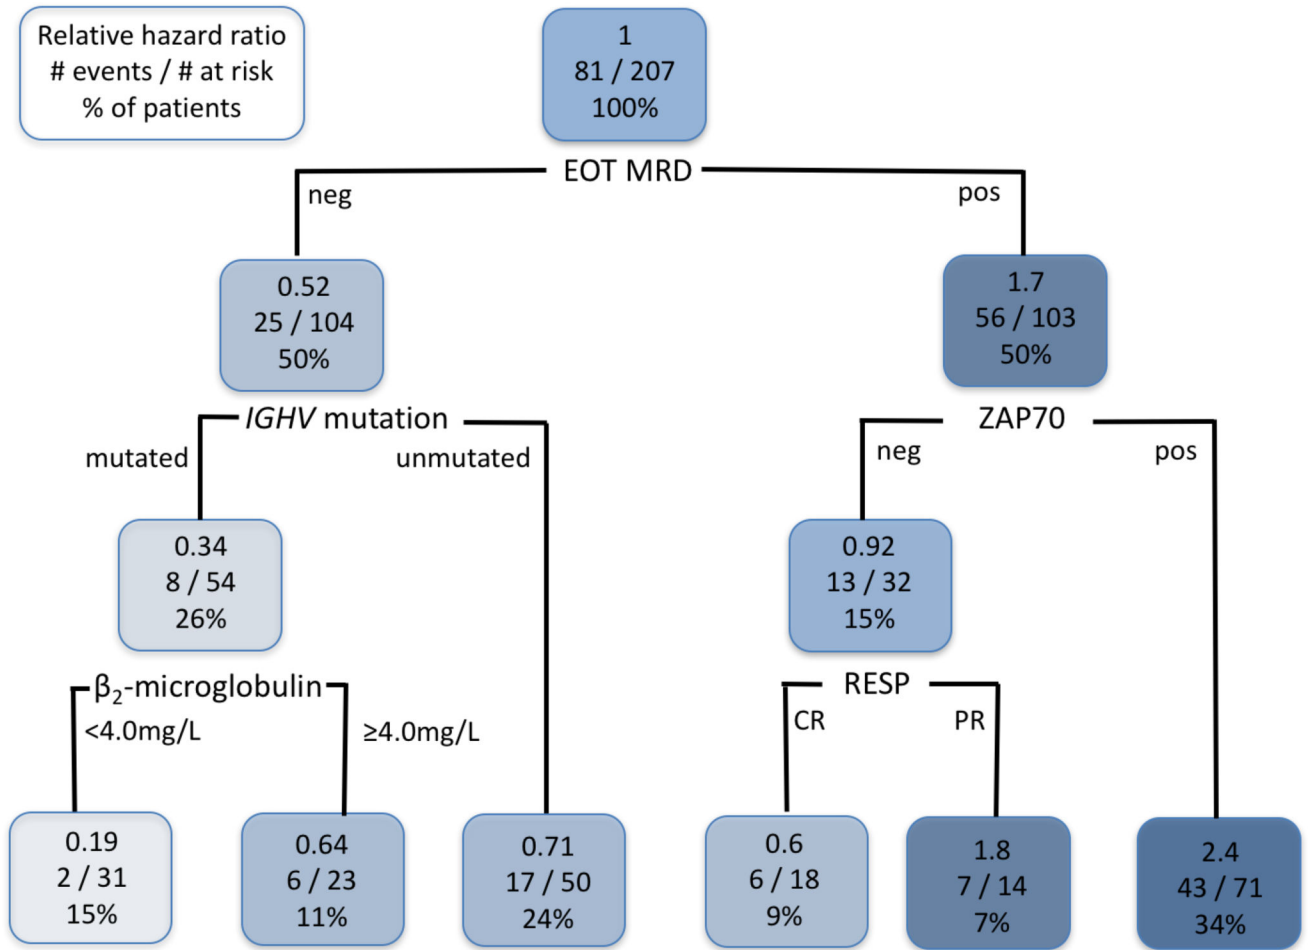 Relative hazard ratio
# events / # at risk
% of patients
1
81 / 207
100%
EOT MRD
neg
pos
0.52
25 / 104
50%
1.7
56 / 103
50%
IGHV mutation
mutated
unmutated
ZAP70
neg
pos
0.34
8 / 54
26%
0.92
13 / 32
15%
β₂-microglobulin
<4.0mg/L
≥4.0mg/L
RESP
CR
PR
0.19
2 / 31
15%
0.64
6 / 23
11%
0.71
17 / 50
24%
0.6
6 / 18
9%
1.8
7 / 14
7%
2.4
43 / 71
34%